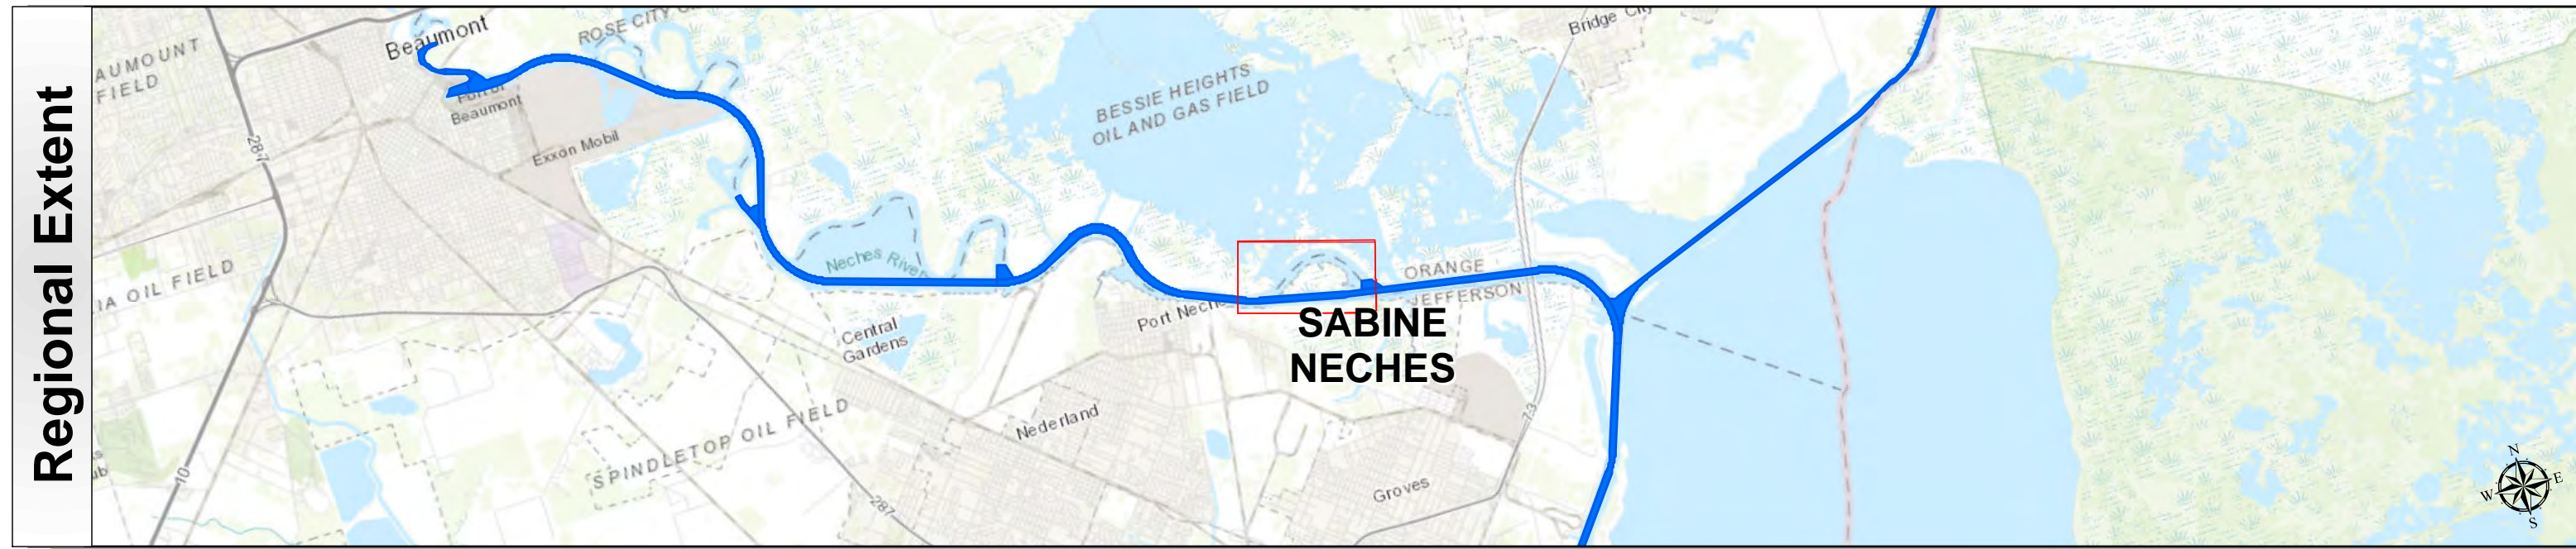 Regional Extent
Beaumont
ROSE CITY
Bridge City
AUMOUNT
FIELD
BESSIE HEIGHTS
OIL AND GAS FIELD
Port of
Beaumont
Exxon Mobil
287
Neches River
IA OIL FIELD
ORANGE
JEFFERSON
Port Neche
SABINE
NECHES
Central
Gardens
SPINDLETOP OIL FIELD
Nederland
73
Groves
10
287
N
W
E
S